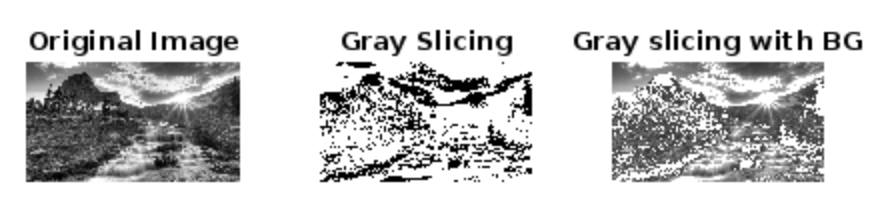 Original Image
Gray Slicing
Gray slicing with BG